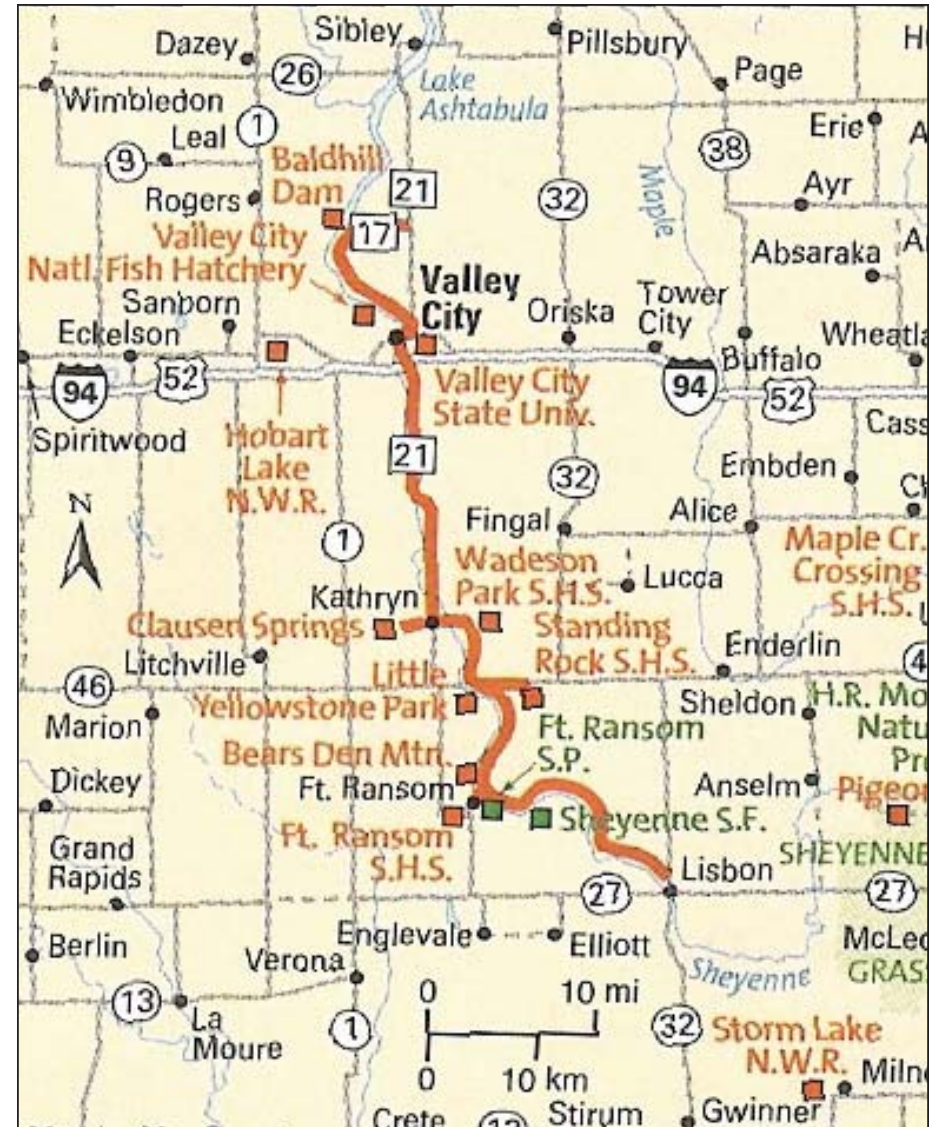 Sibley
Pillsbury
Dazey
26
Lake
Ashtabula
Page
Wimbledon
Leal
1
9
38
Erie
Baldhill
Dam
21
32
Maple
Ayr
Rogers
17
Valley City
Natl. Fish Hatchery
Absaraka
Sanborn
Valley
City
Oriska
Tower
City
Eckelson
Buffalo
94
52
Valley City
State Univ.
94
52
Spiritwood
Hobart
Lake
N.W.R.
21
32
Embden
N
1
Fingal
Alice
Wadeson
Park S.H.S.
Lucca
Maple Cr.
Crossing
S.H.S.
Kathryn
Clausen Springs
Standing
Rock S.H.S.
Enderlin
Litchville
46
Little
Yellowstone Park
Sheldon
Marion
Ft. Ransom
S.P.
Bears Den Mtn.
Dickey
Ft. Ransom
Anselm
Ft. Ransom
S.H.S.
Sheyenne S.F.
Grand
Rapids
Lisbon
SHEYENNE
27
27
Berlin
Englevale
Elliott
Verona
Sheyenne
0
10 mi
13
La
Moure
1
32
Storm Lake
N.W.R.
0
10 km
Crete
Stirum
Gwinner